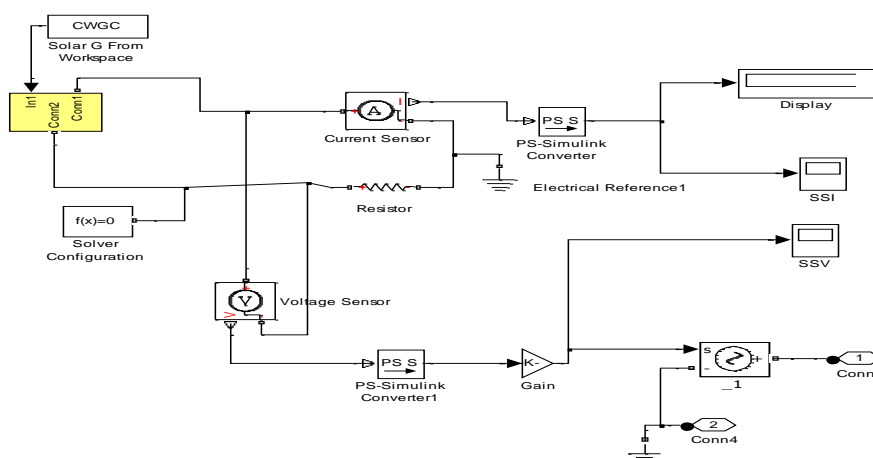 CWGC
Solar G From
Workspace
In1
Conn2
Conn1
f(x)=0
Solver
Configuration
A
I
Current Sensor
Resistor
PS S
PS-Simulink
Converter
Electrical Reference1
Display
SSI
SSV
V
V
Voltage Sensor
PS S
PS-Simulink
Converter1
K-
Gain
S
+
-
_1
1
Conn
2
Conn4